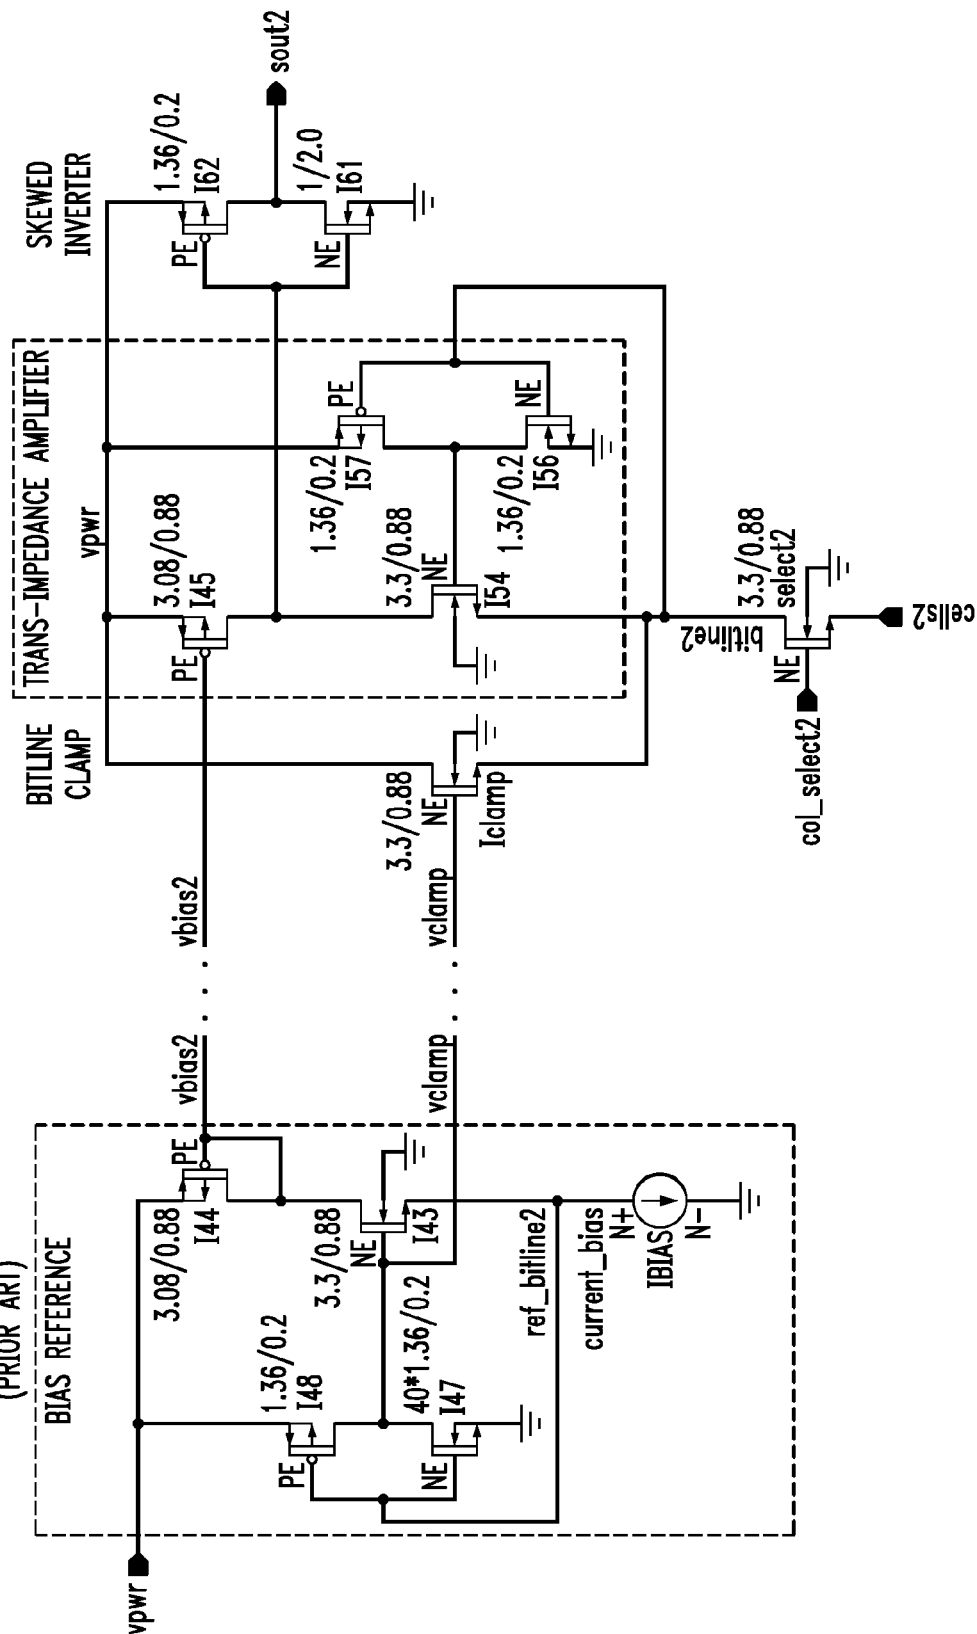 (PRIOR ART)
BIAS REFERENCE
vpwr
1.36/0.2
I48
PE
40*1.36/0.2
I47
NE
3.08/0.88
I44
PE
3.3/0.88
I43
NE
ref_bitline2
current_bias
N+
IBIAS
N-
vbias2
vclamp
vbias2
vclamp
BITLINE
CLAMP
3.3/0.88
NE
Iclamp
TRANS-IMPEDANCE AMPLIFIER
vpwr
3.08/0.88
I45
PE
3.3/0.88
NE
I54
1.36/0.2
I57
PE
1.36/0.2
I56
NE
bitline2
3.3/0.88
select2
NE
col_select2
cells2
SKEWED
INVERTER
1.36/0.2
I62
PE
1/2.0
I61
NE
sout2